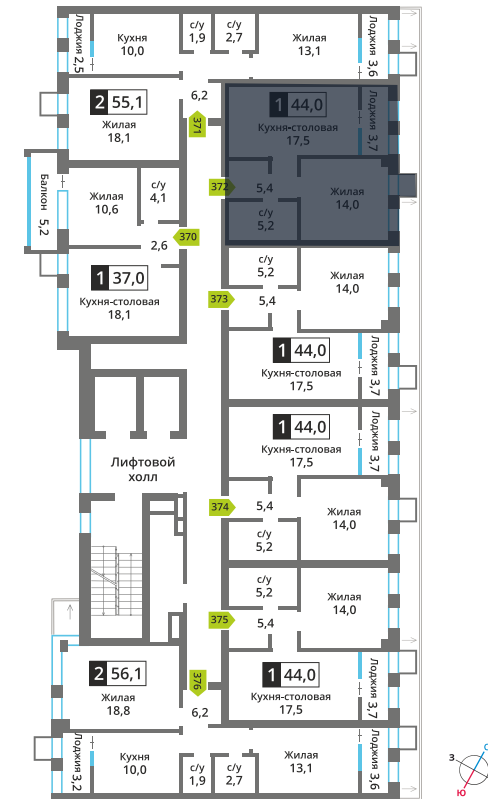 Лоджия 2,5
Кухня
10,0
с/у
1,9
с/у
2,7
Жилая
13,1
Лоджия 3,6
2 55,1
Жилая
18,1
6,2
371
1 44,0
Кухня-столовая
17,5
Лоджия 3,7
372
5,4
с/у
5,2
Жилая
14,0
Балкон 5,2
Жилая
10,6
с/у
4,1
2,6
370
1 37,0
Кухня-столовая
18,1
с/у
5,2
Жилая
14,0
373
5,4
1 44,0
Кухня-столовая
17,5
Лоджия 3,7
1 44,0
Кухня-столовая
17,5
Лоджия 3,7
Лифтовой
холл
374
5,4
с/у
5,2
Жилая
14,0
с/у
5,2
Жилая
14,0
375
5,4
2 56,1
Жилая
18,8
376
6,2
1 44,0
Кухня-столовая
17,5
Лоджия 3,7
Лоджия 3,2
Кухня
10,0
с/у
1,9
с/у
2,7
Жилая
13,1
Лоджия 3,6
С
З
Ю